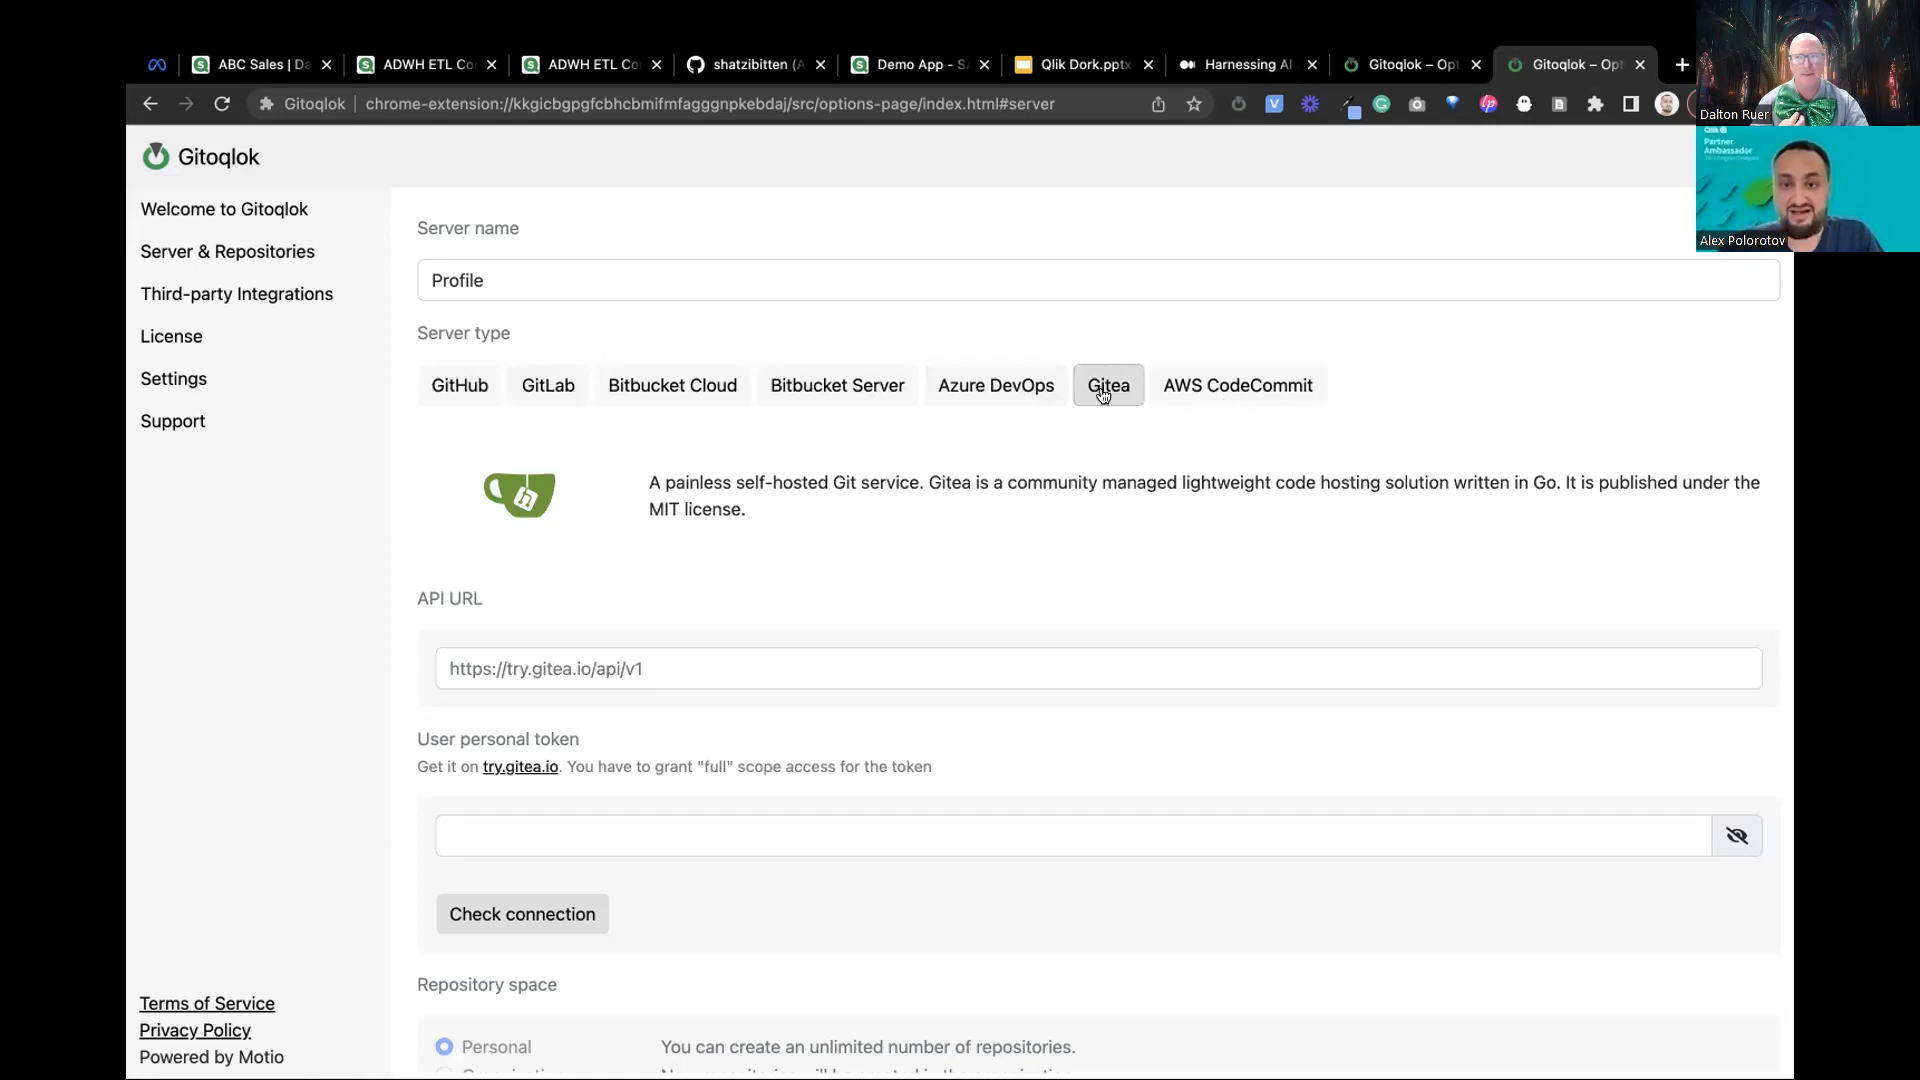 ABC Sales | Da
ADWH ETL Co
ADWH ETL Co
shatzibitten (A
Demo App - S
Qlik Dork.pptx
Harnessing AI
Gitoqlok – Opt
Gitoqlok – Opt
Gitoqlok
chrome-extension://kkgicbgpgfcbhcbmifmfagggnpkebdaj/src/options-page/index.html#server
Dalton Ruer
Qlik
Partner
Ambassador
Alex Polorotov
Gitoqlok
Welcome to Gitoqlok
Server & Repositories
Third-party Integrations
License
Settings
Support
Terms of Service
Privacy Policy
Powered by Motio
Server name
Profile
Server type
GitHub
GitLab
Bitbucket Cloud
Bitbucket Server
Azure DevOps
Gitea
AWS CodeCommit
A painless self-hosted Git service. Gitea is a community managed lightweight code hosting solution written in Go. It is published under the
MIT license.
API URL
https://try.gitea.io/api/v1
User personal token
Get it on try.gitea.io. You have to grant "full" scope access for the token
Check connection
Repository space
Personal
You can create an unlimited number of repositories.